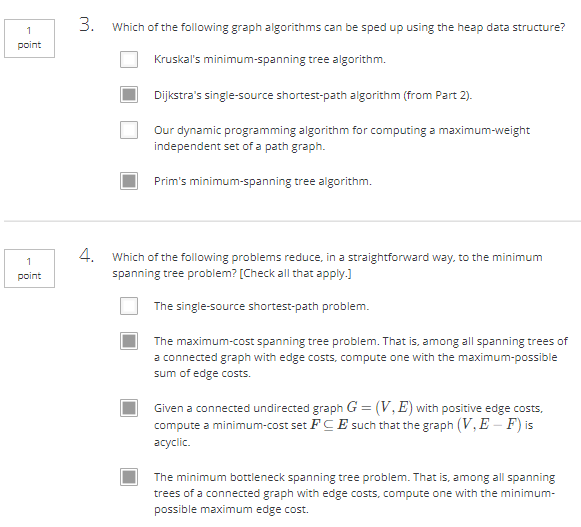 1
point
3. Which of the following graph algorithms can be sped up using the heap data structure?
Kruskal's minimum-spanning tree algorithm.
Dijkstra's single-source shortest-path algorithm (from Part 2).
Our dynamic programming algorithm for computing a maximum-weight
independent set of a path graph.
Prim's minimum-spanning tree algorithm.
1
point
4. Which of the following problems reduce, in a straightforward way, to the minimum
spanning tree problem? [Check all that apply.]
The single-source shortest-path problem.
The maximum-cost spanning tree problem. That is, among all spanning trees of
a connected graph with edge costs, compute one with the maximum-possible
sum of edge costs.
Given a connected undirected graph G = (V, E) with positive edge costs,
compute a minimum-cost set F ⊆ E such that the graph (V, E − F) is
acyclic.
The minimum bottleneck spanning tree problem. That is, among all spanning
trees of a connected graph with edge costs, compute one with the minimum-
possible maximum edge cost.